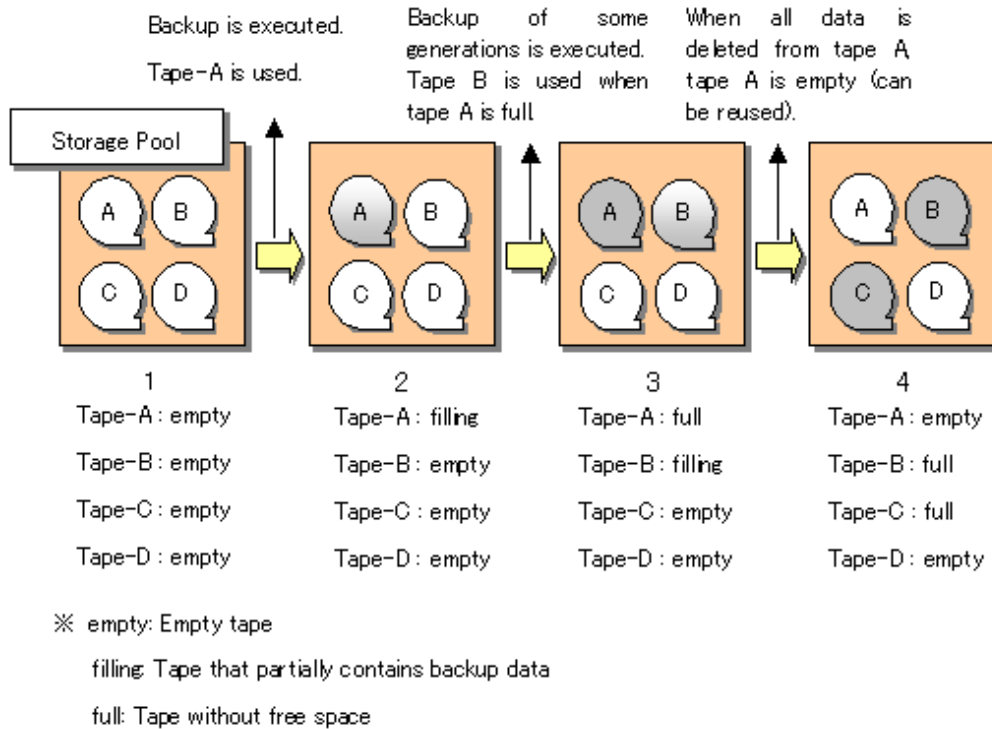 Backup is executed.
Tape-A is used.
Backup of some
generations is executed.
Tape B is used when
tape A is full.
When all data is
deleted from tape A,
tape A is empty (can
be reused).
Storage Pool
A B
C D
A B
C D
A B
C D
A B
C D
1
Tape-A : empty
Tape-B : empty
Tape-C : empty
Tape-D : empty
2
Tape-A : filling
Tape-B : empty
Tape-C : empty
Tape-D : empty
3
Tape-A : full
Tape-B : filling
Tape-C : empty
Tape-D : empty
4
Tape-A : empty
Tape-B : full
Tape-C : full
Tape-D : empty
※ empty: Empty tape
filling: Tape that partially contains backup data
full: Tape without free space